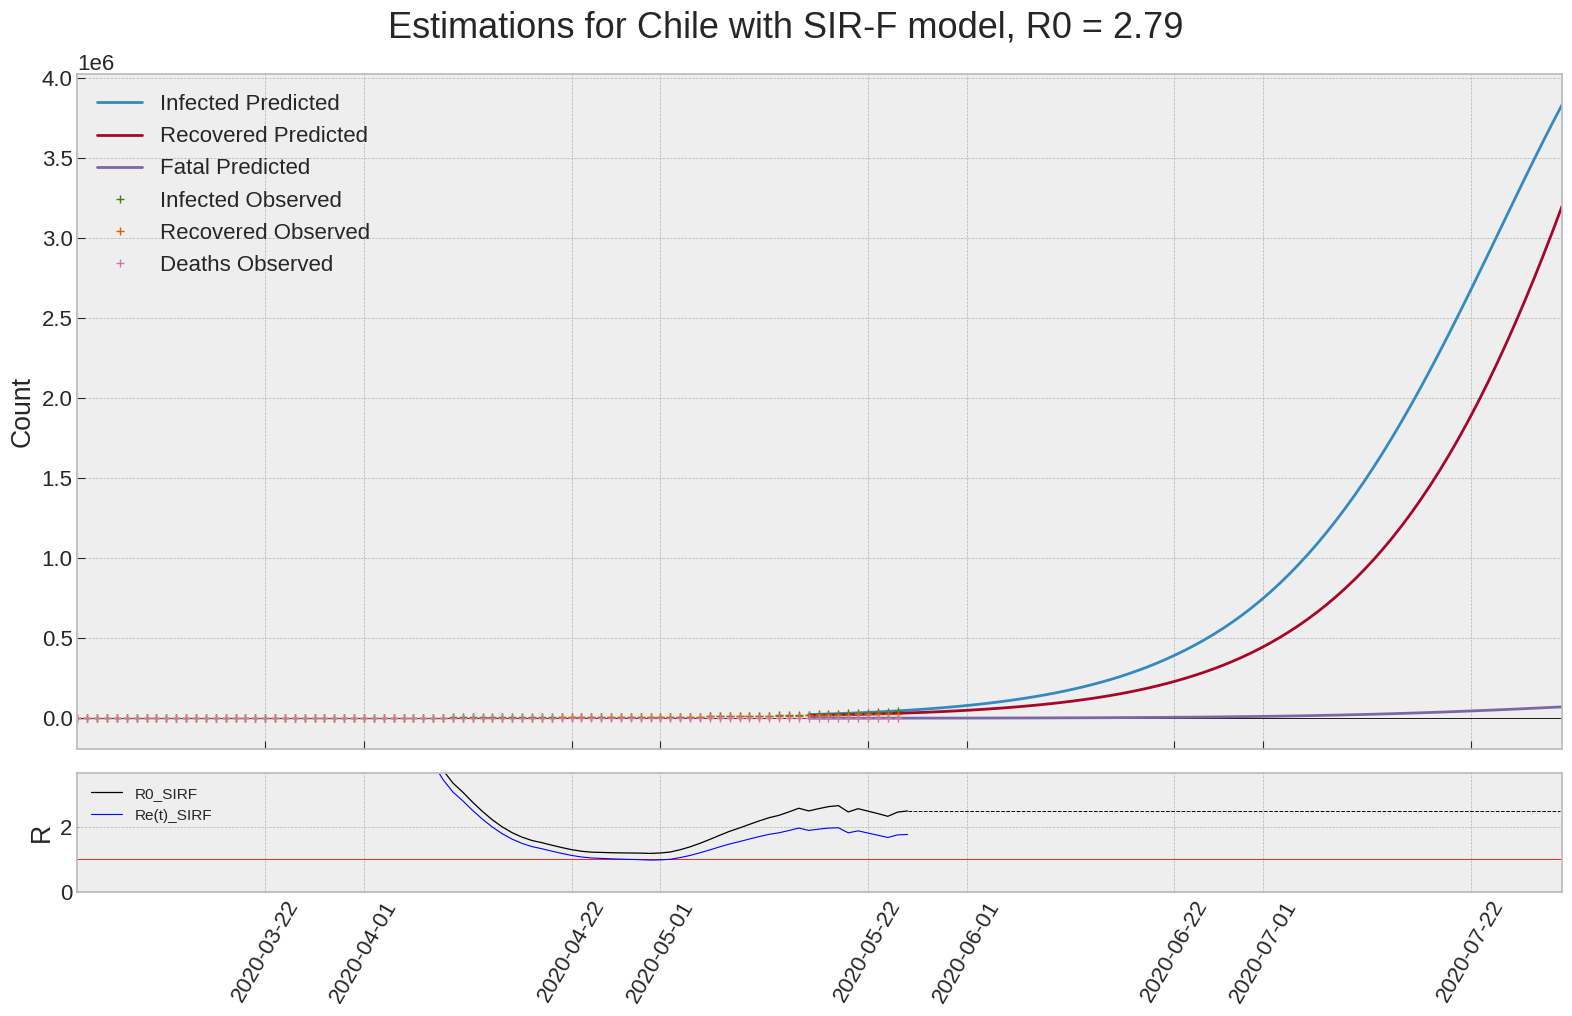 Estimations for Chile with SIR-F model, R0 = 2.79
1e6
4.0
3.5
3.0
2.5
2.0
1.5
1.0
0.5
0.0
Count
Infected Predicted
Recovered Predicted
Fatal Predicted
Infected Observed
Recovered Observed
Deaths Observed
R0_SIRF
Re(t)_SIRF
R
2
0
2020-03-22
2020-04-01
2020-04-22
2020-05-01
2020-05-22
2020-06-01
2020-06-22
2020-07-01
2020-07-22